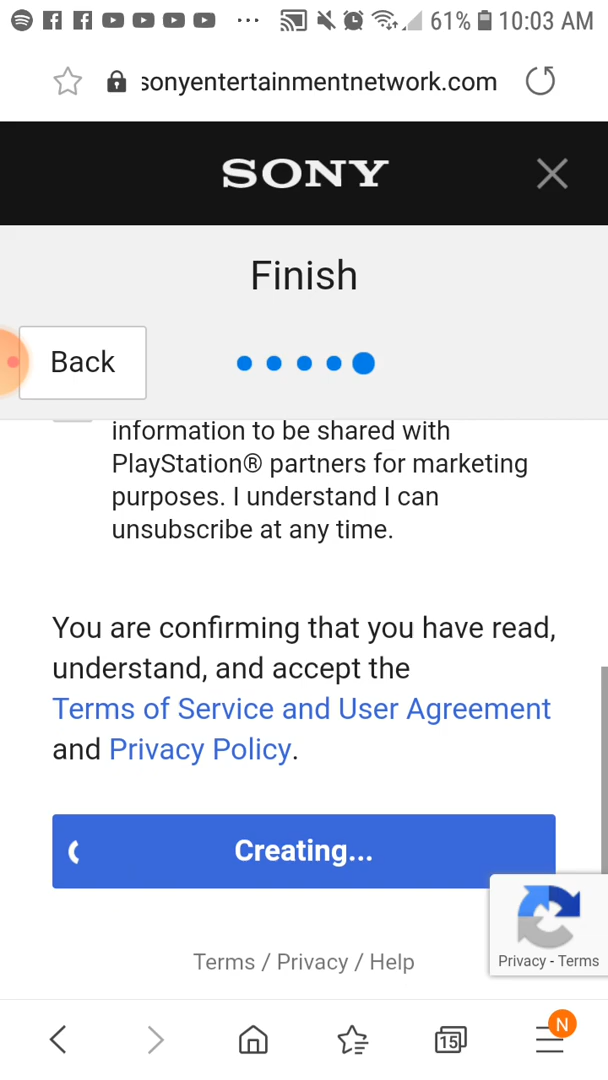 61% 10:03 AM
sonyentertainmentnetwork.com
SONY
Finish
Back
information to be shared with
PlayStation® partners for marketing
purposes. I understand I can
unsubscribe at any time.
You are confirming that you have read,
understand, and accept the
Terms of Service and User Agreement
and Privacy Policy.
Creating...
Privacy - Terms
Terms / Privacy / Help
15
N